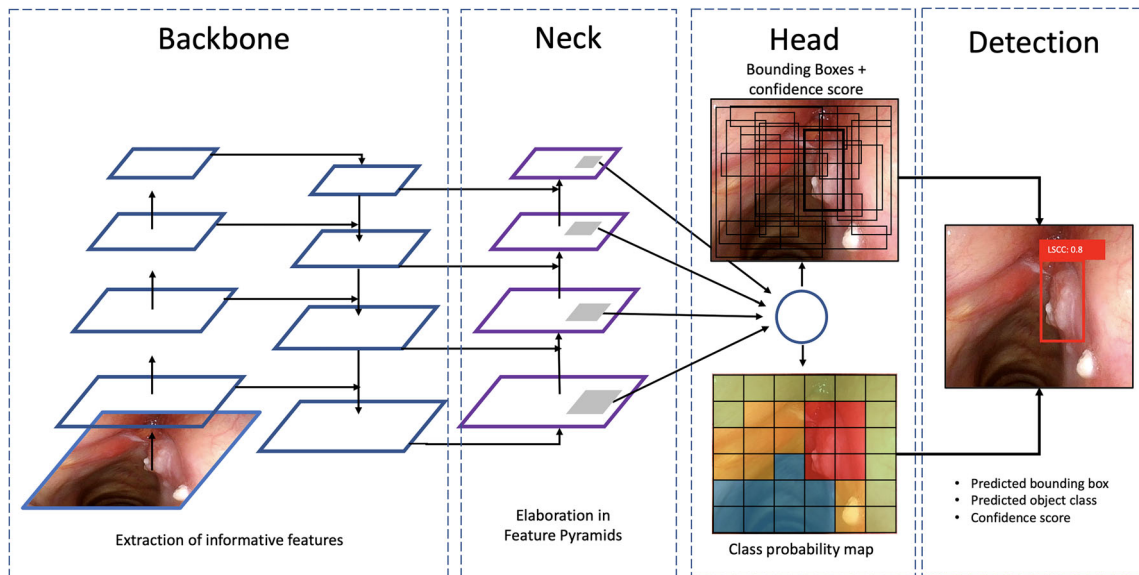 Backbone
Neck
Head
Detection
Bounding Boxes +
confidence score
LSCC: 0.8
Extraction of informative features
Elaboration in
Feature Pyramids
Class probability map
• Predicted bounding box
• Predicted object class
• Confidence score